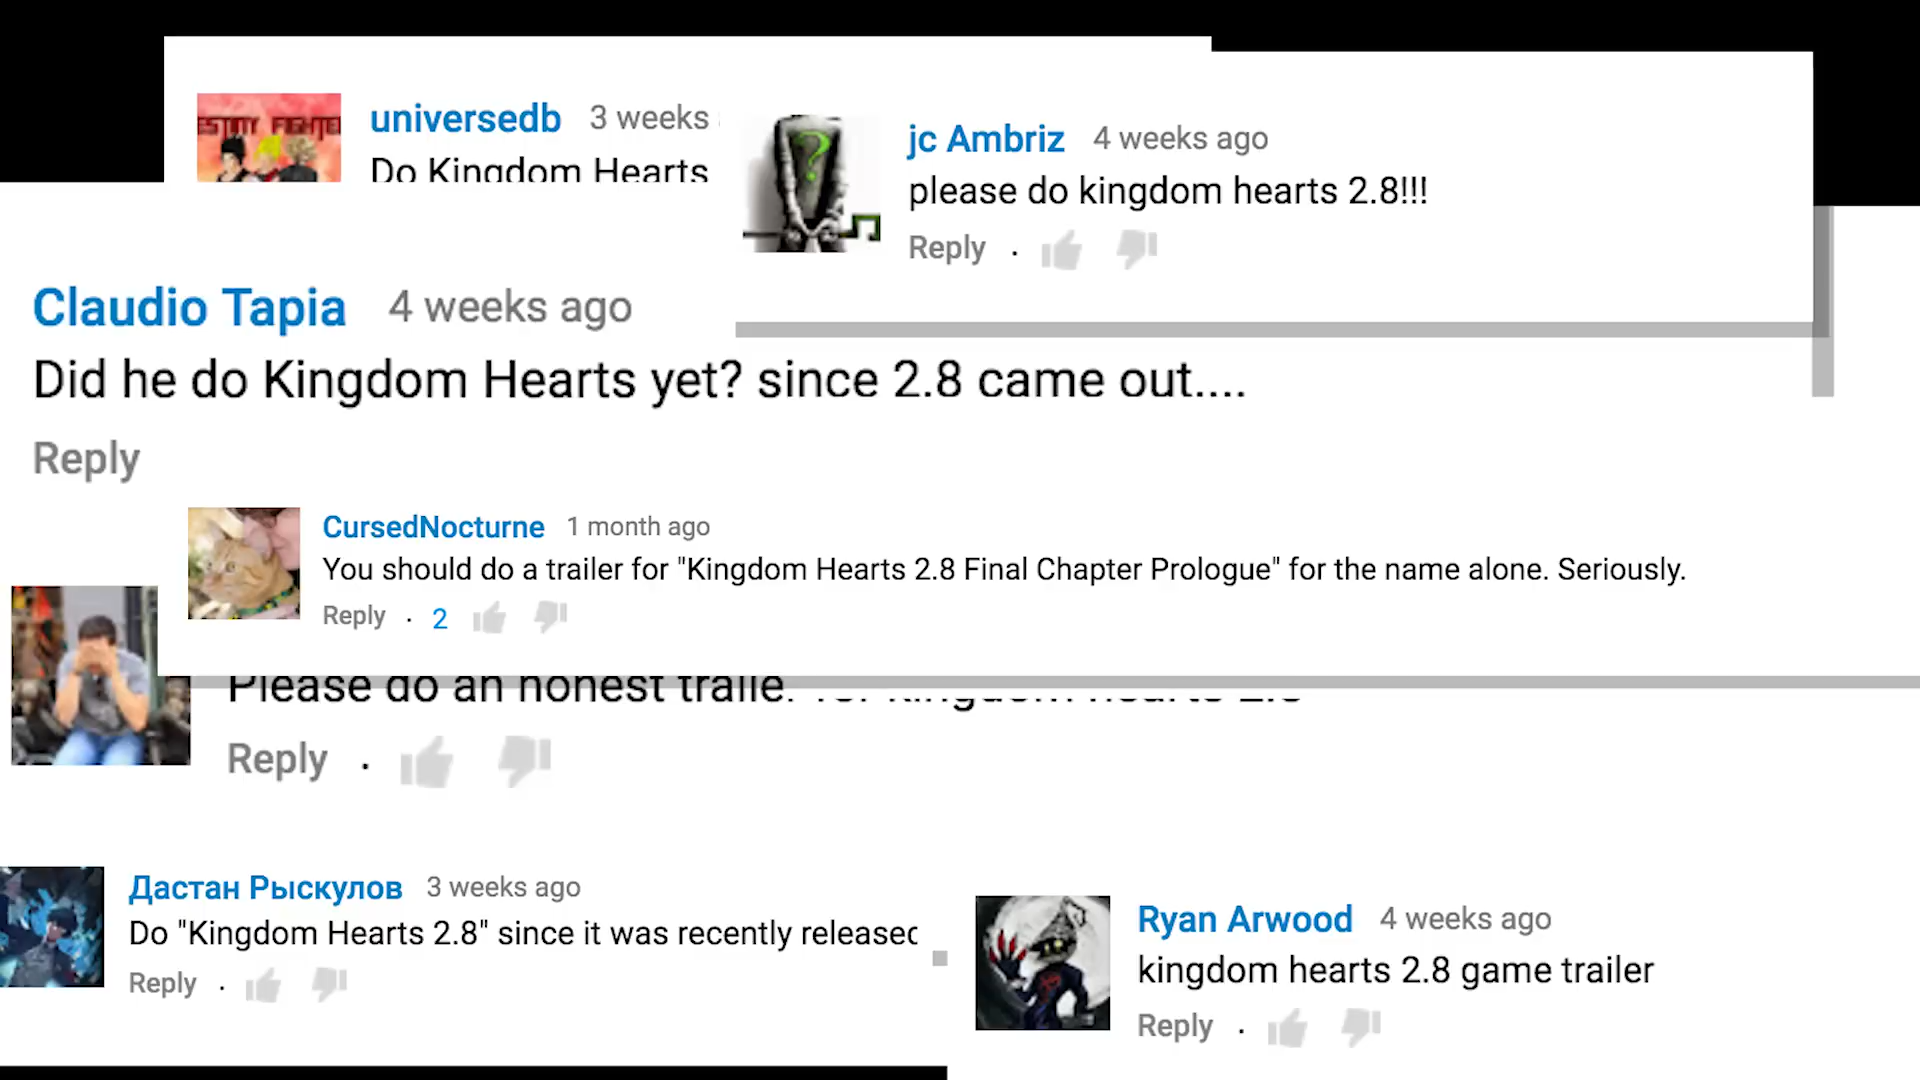 universedb 3 weeks
Do Kingdom Hearts
jc Ambriz 4 weeks ago
please do kingdom hearts 2.8!!!
Reply ·
Claudio Tapia 4 weeks ago
Did he do Kingdom Hearts yet? since 2.8 came out....
Reply
CursedNocturne 1 month ago
You should do a trailer for "Kingdom Hearts 2.8 Final Chapter Prologue" for the name alone. Seriously.
Reply · 2
Please do an honest
Reply ·
Дастан Рыскулов 3 weeks ago
Do "Kingdom Hearts 2.8" since it was recently
Reply ·
Ryan Arwood 4 weeks ago
kingdom hearts 2.8 game trailer
Reply ·